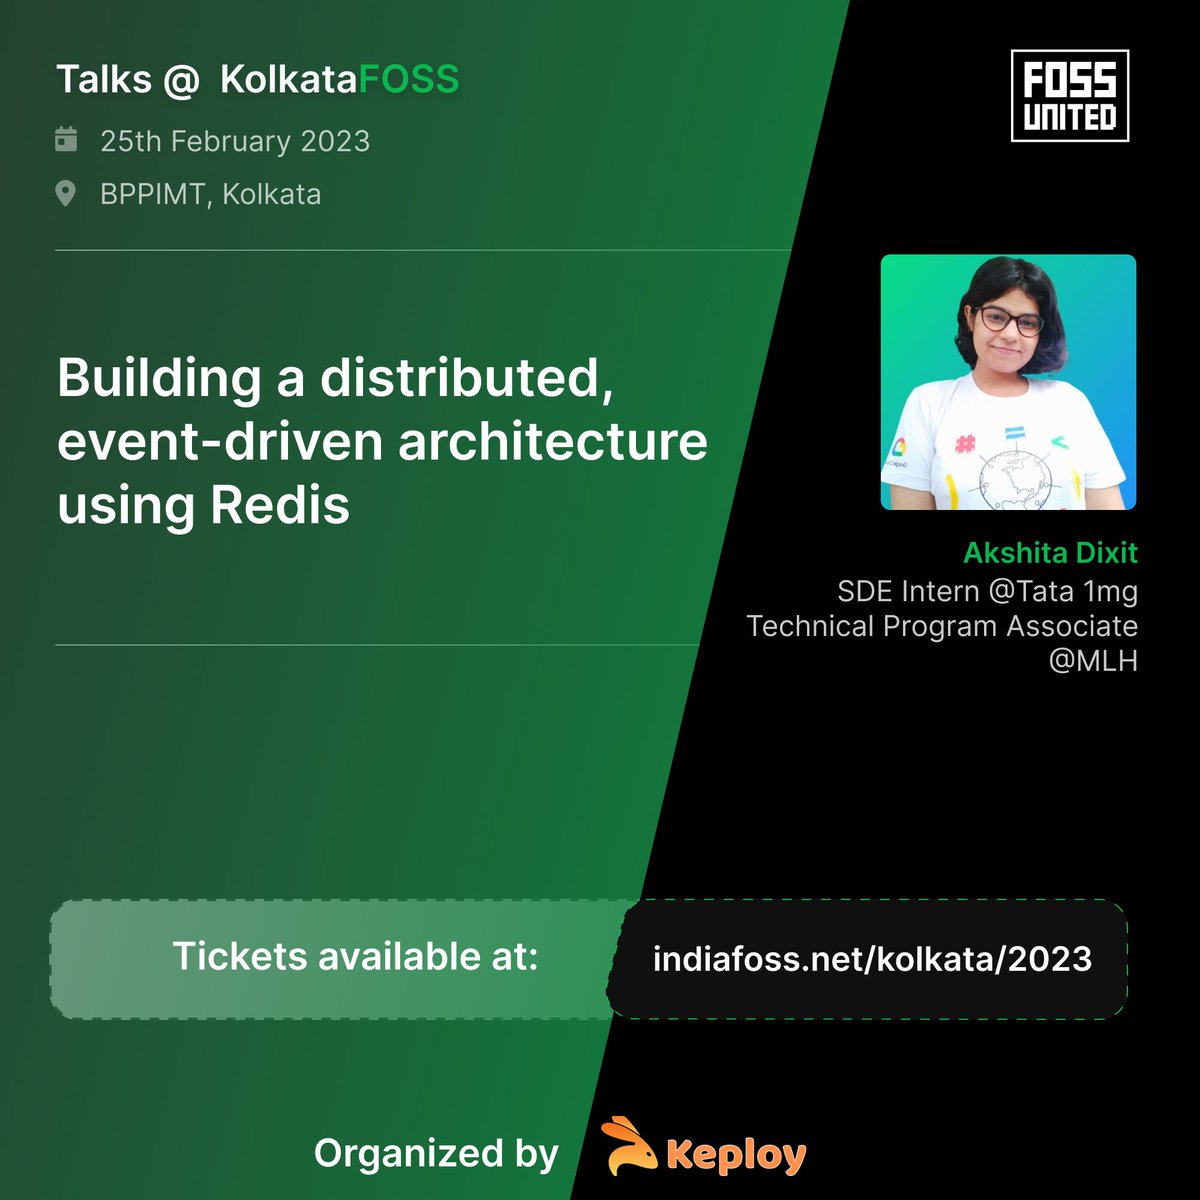 Talks @ KolkataFOSS
25th February 2023
BPPIMT, Kolkata
FOSS
UNITED
Building a distributed,
event-driven architecture
using Redis
#
<
Akshita Dixit
SDE Intern @Tata 1mg
Technical Program Associate
@MLH
Tickets available at:
indiafoss.net/kolkata/2023
Organized by
Keploy